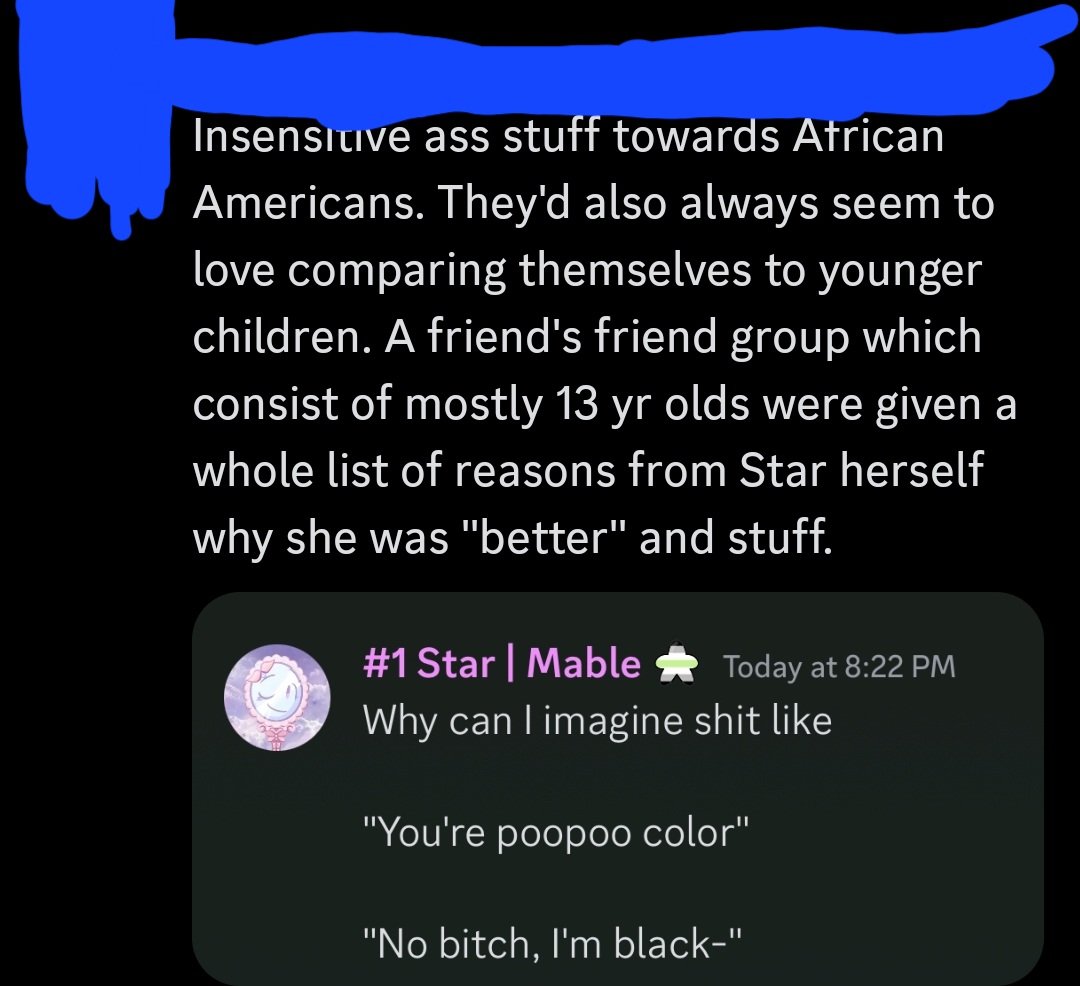 Insensitive ass stuff towards African
Americans. They'd also always seem to
love comparing themselves to younger
children. A friend's friend group which
consist of mostly 13 yr olds were given a
whole list of reasons from Star herself
why she was "better" and stuff.
#1 Star | Mable Today at 8:22 PM
Why can I imagine shit like
"You're poopoo color"
"No bitch, I'm black-"